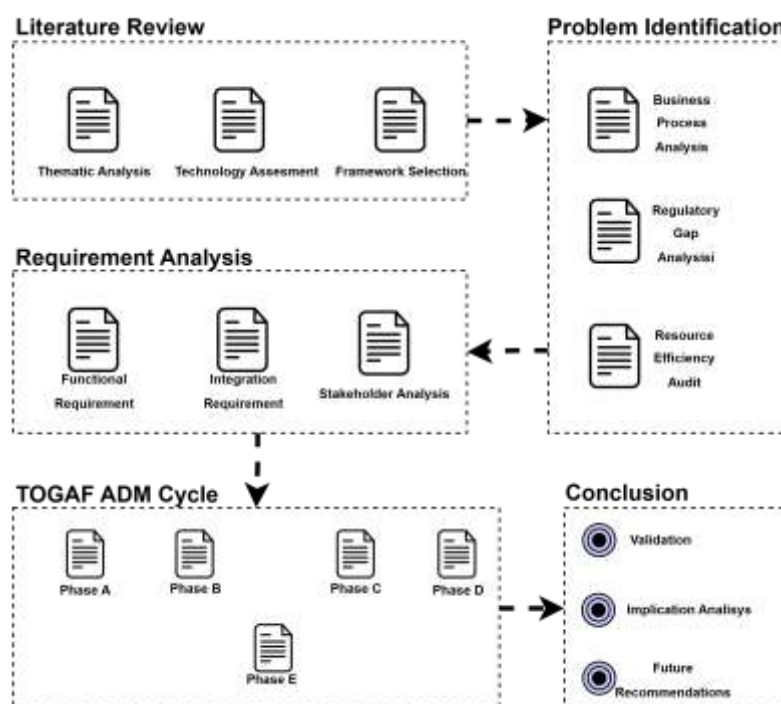 Literature Review
Thematic Analysis
Technology Assesment
Framework Selection
Problem Identification
Business
Process
Analysis
Regulatory
Gap
Analysisi
Resource
Efficiency
Audit
Requirement Analysis
Functional
Requirement
Integration
Requirement
Stakeholder Analysis
TOGAF ADM Cycle
Phase A
Phase B
Phase C
Phase D
Phase E
Conclusion
Validation
Implication Analisys
Future
Recommendations